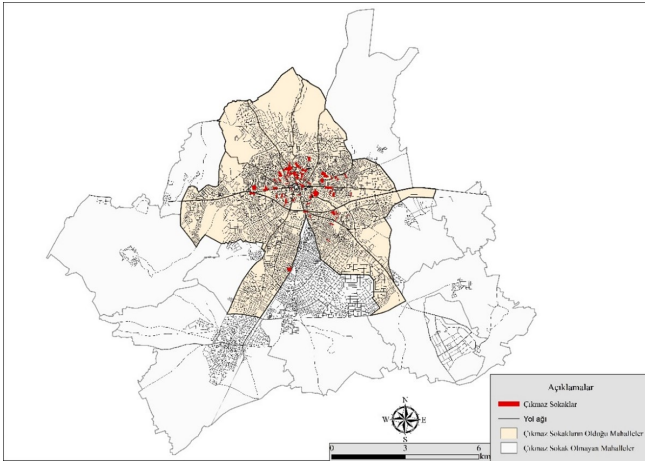 Açıklamalar
Çıkmaz Sokaklar
Yol ağı
Çıkmaz Sokakların Olduğu Mahalleler
Çıkmaz Sokak Olmayan Mahalleler
N
W E
S
0 3 6
km